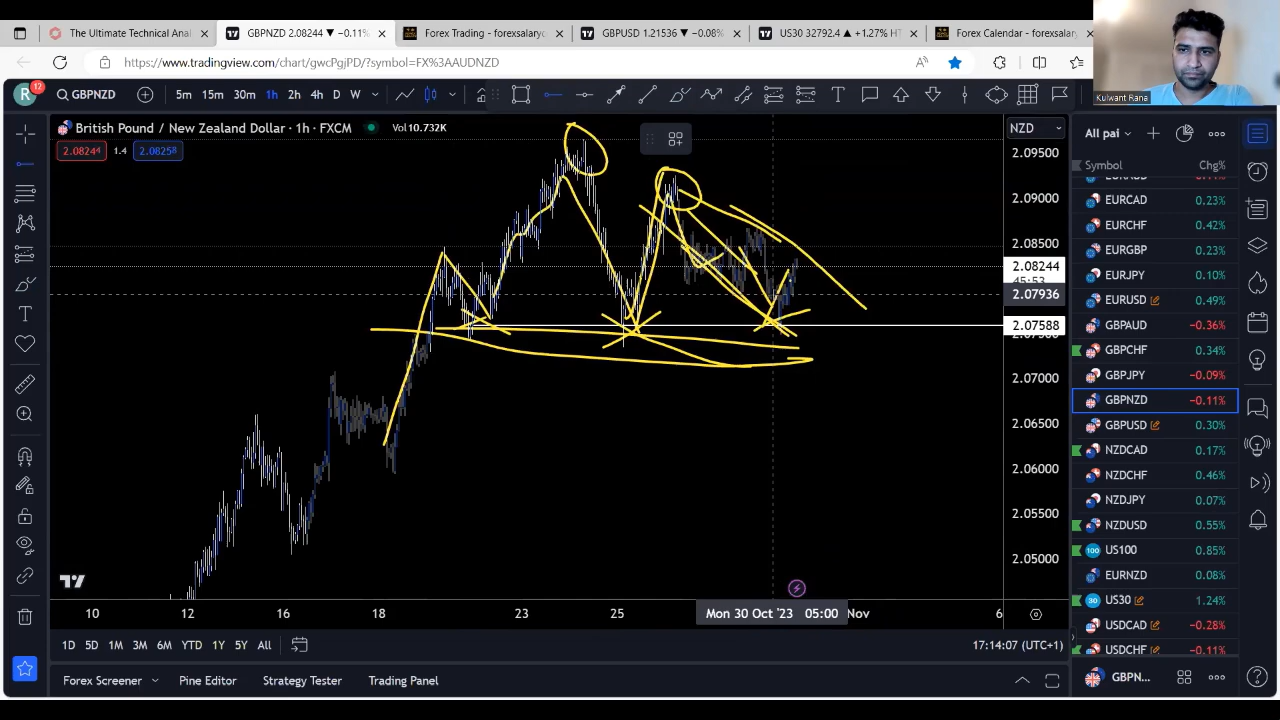 The Ultimate Technical Anal
GBPNZD 2.08244 ▼ −0.11%
Forex Trading - forexsalaryc
GBPUSD 1.21536 ▼ −0.08%
US30 32792.4 ▲ +1.27% HT
Forex Calendar - forexsalary
https://www.tradingview.com/chart/gwcPgjPD/?symbol=FX%3AAUDNZD
Kulwant Rana
R 12 GBPNZD 5m 15m 30m 1h 2h 4h D W
British Pound / New Zealand Dollar · 1h · FXCM Vol10.732K
2.08244 1.4 2.08258
NZD
2.09500
2.09000
2.08500
2.08244
45:53
2.07936
2.07588
2.07000
2.06500
2.06000
2.05500
2.05000
10 12 16 18 23 25 Mon 30 Oct '23 05:00 Nov 6
1D 5D 1M 3M 6M YTD 1Y 5Y All 17:14:07 (UTC+1)
Forex Screener Pine Editor Strategy Tester Trading Panel
All pai
Symbol Chg%
EURCAD 0.23%
EURCHF 0.42%
EURGBP 0.23%
EURJPY 0.10%
EURUSD 0.49%
GBPAUD −0.36%
GBPCHF 0.34%
GBPJPY −0.09%
GBPNZD −0.11%
GBPUSD 0.30%
NZDCAD 0.17%
NZDCHF 0.46%
NZDJPY 0.07%
NZDUSD 0.55%
100 US100 0.85%
EURNZD 0.08%
30 US30 1.24%
USDCAD −0.28%
USDCHF −0.11%
GBPN...